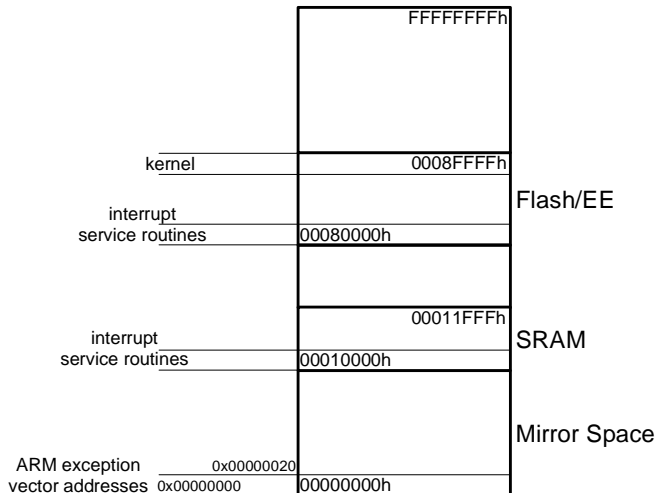 FFFFFFFFh
kernel
0008FFFFh
Flash/EE
interrupt
service routines
00080000h
00011FFFh
SRAM
interrupt
service routines
00010000h
Mirror Space
ARM exception
0x00000020
vector addresses
0x00000000
00000000h